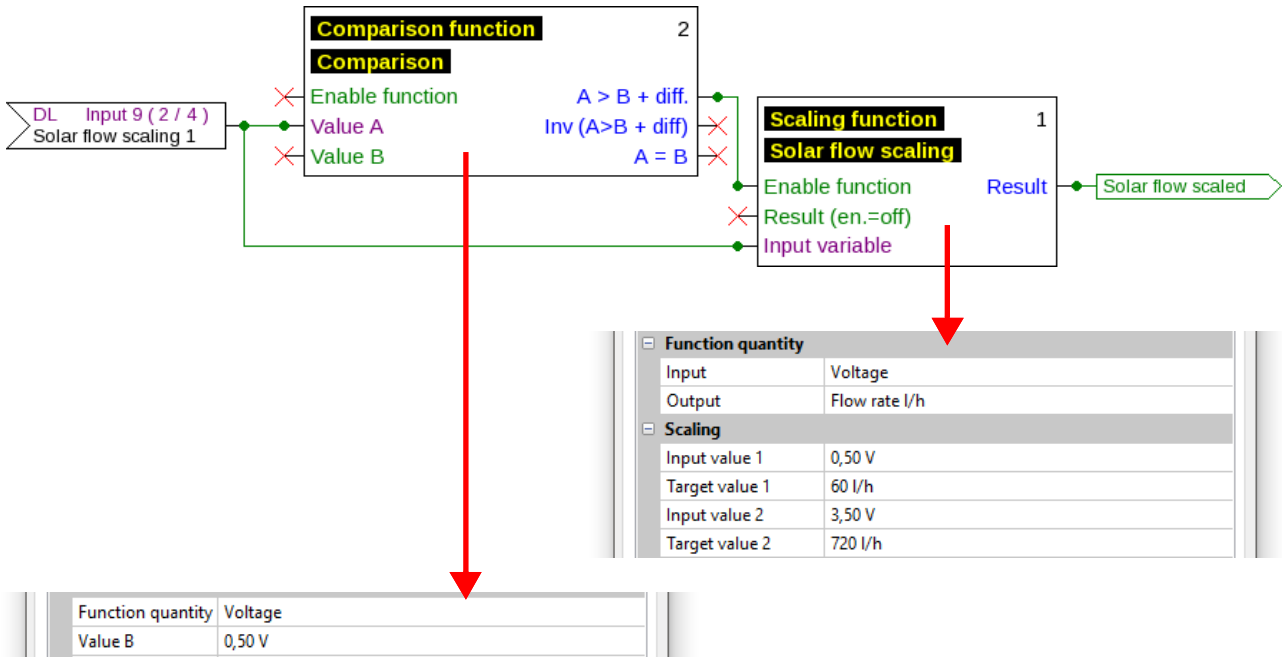 Comparison function 2
Comparison
Enable function A > B + diff.
Value A Inv (A>B + diff)
Value B A = B
DL Input 9 ( 2 / 4 )
Solar flow scaling 1
Scaling function 1
Solar flow scaling
Enable function Result
Result (en.=off)
Input variable
Solar flow scaled
Function quantity
Input Voltage
Output Flow rate l/h
Scaling
Input value 1 0,50 V
Target value 1 60 l/h
Input value 2 3,50 V
Target value 2 720 l/h
Function quantity Voltage
Value B 0,50 V